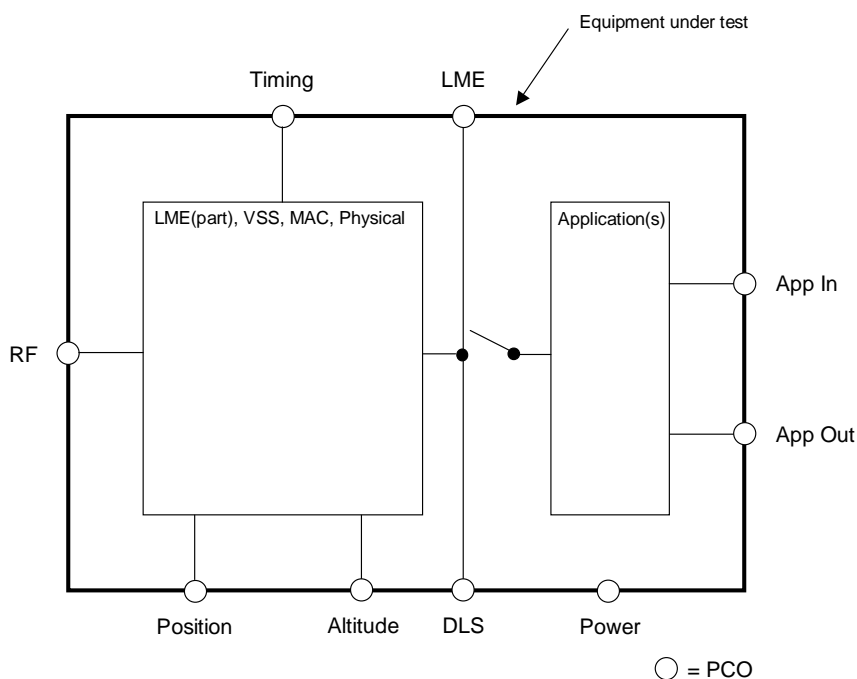 Equipment under test
Timing
LME
LME(part), VSS, MAC, Physical
Application(s)
App In
RF
App Out
Position
Altitude
DLS
Power
= PCO